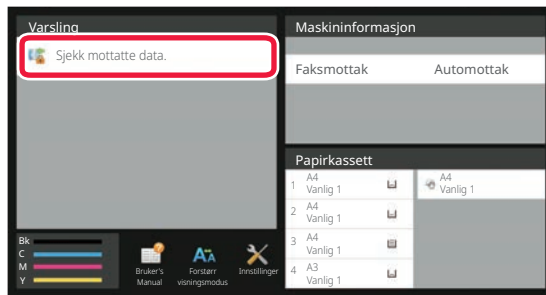 Varsling
Sjekk mottatte data.
Maskininformasjon
Faksmottak Automottak
Papirkassett
1 A4
Vanlig 1
A4
Vanlig 1
2 A4
Vanlig 1
3 A4
Vanlig 1
4 A3
Vanlig 1
Bk
C
M
Y
Bruker's
Manual
Forstørr
visningsmodus
Innstillinger